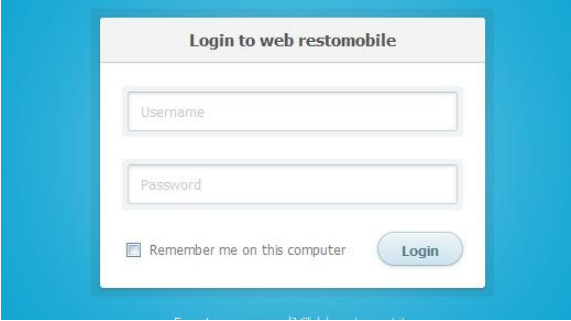 Login to web restomobile
Username
Password
Remember me on this computer
Login